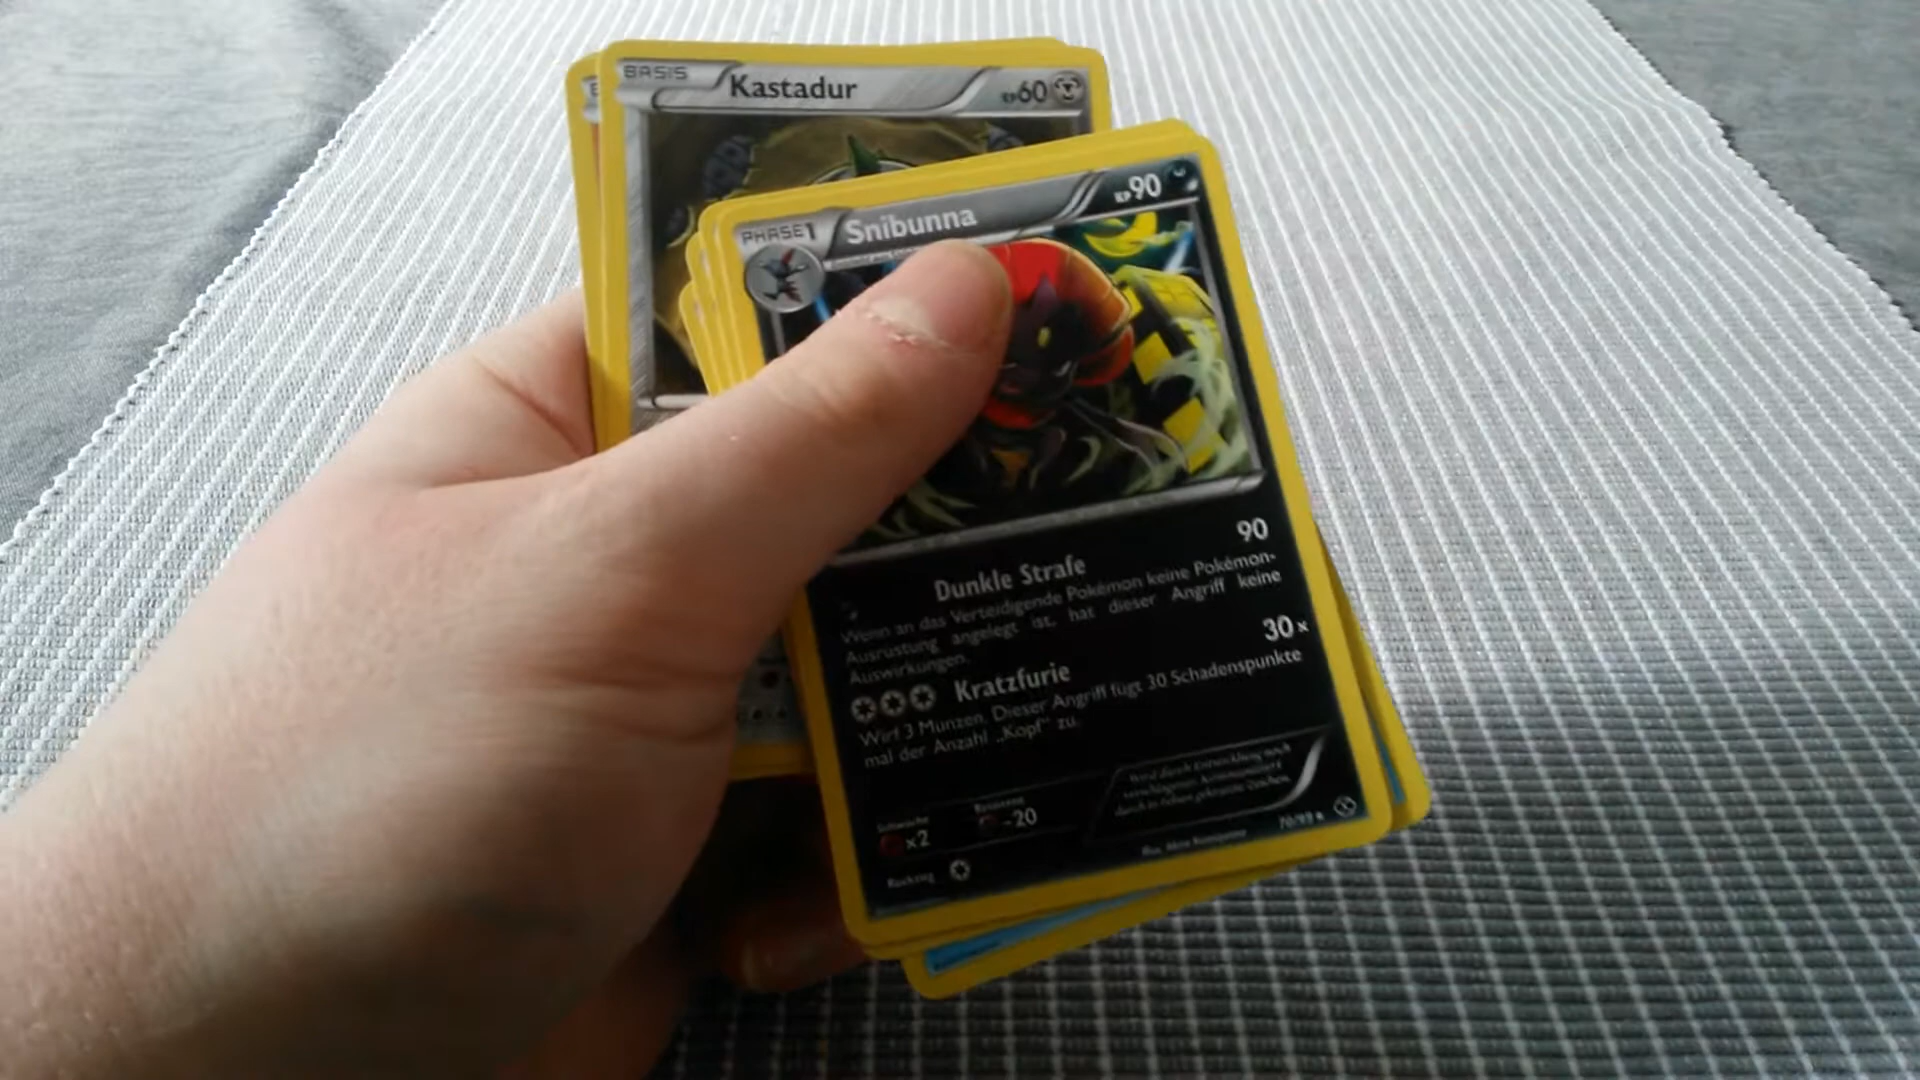 BASIS Kastadur KP60
PHASE1 Snibunna KP90
Dunkle Strafe 90
Wenn an das Verteidigende Pokémon keine Pokémon-
Ausrüstung angelegt ist, hat dieser Angriff keine
Auswirkungen.
Kratzfurie 30×
Wirf 3 Münzen. Dieser Angriff fügt 30 Schadenspunkte
mal der Anzahl „Kopf" zu.
Schwäche Resistenz
×2 -20
Rückzug